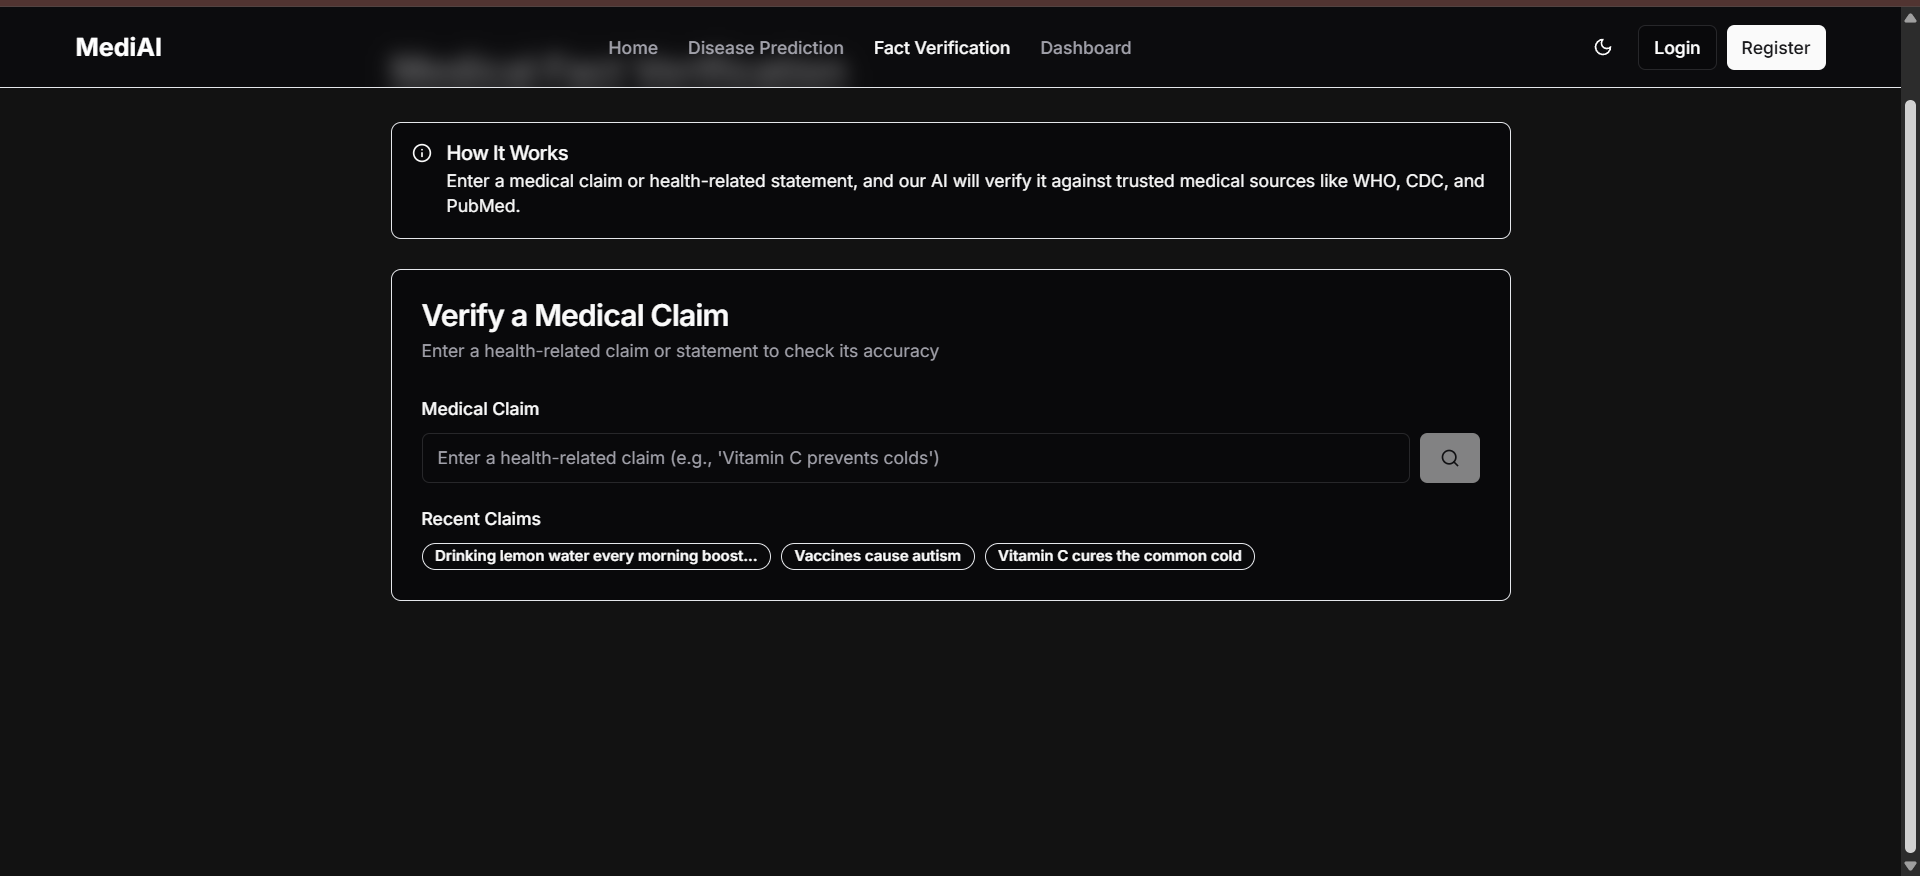 MediAI
Home
Disease Prediction
Fact Verification
Dashboard
Login
Register
How It Works
Enter a medical claim or health-related statement, and our AI will verify it against trusted medical sources like WHO, CDC, and
PubMed.
Verify a Medical Claim
Enter a health-related claim or statement to check its accuracy
Medical Claim
Enter a health-related claim (e.g., 'Vitamin C prevents colds')
Recent Claims
Drinking lemon water every morning boost...
Vaccines cause autism
Vitamin C cures the common cold